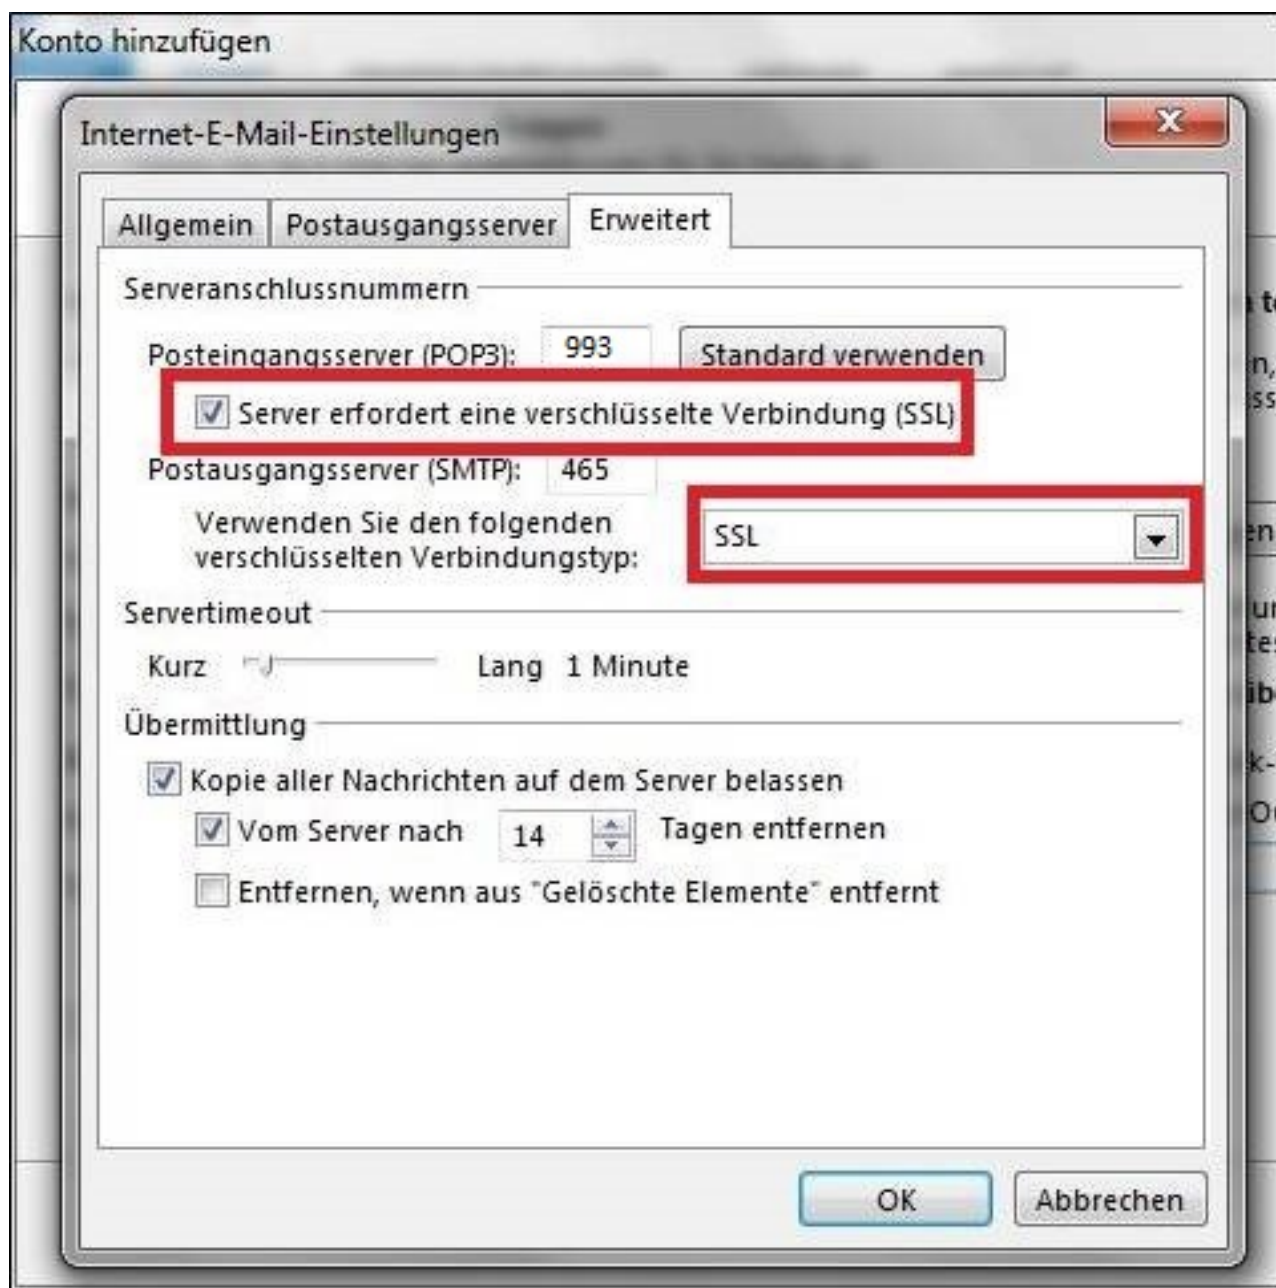 Konto hinzufügen
Internet-E-Mail-Einstellungen
Allgemein Postausgangsserver Erweitert
Serveranschlussnummern
Posteingangsserver (POP3): 993 Standard verwenden
Server erfordert eine verschlüsselte Verbindung (SSL)
Postausgangsserver (SMTP): 465
Verwenden Sie den folgenden
verschlüsselten Verbindungstyp: SSL
Servertimeout
Kurz Lang 1 Minute
Übermittlung
Kopie aller Nachrichten auf dem Server belassen
Vom Server nach 14 Tagen entfernen
Entfernen, wenn aus "Gelöschte Elemente" entfernt
OK Abbrechen